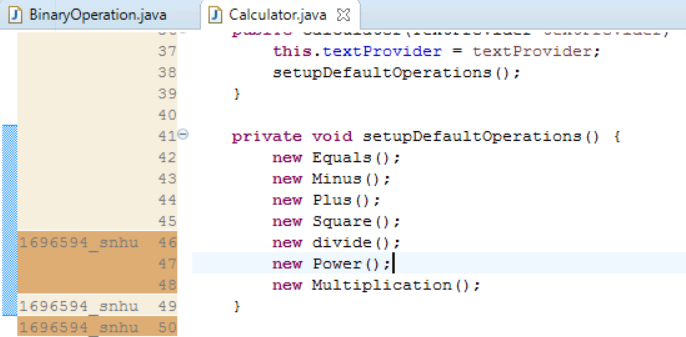 BinaryOperation.java Calculator.java
37 this.textProvider = textProvider;
38 setupDefaultOperations();
39 }
40
41 private void setupDefaultOperations() {
42 new Equals();
43 new Minus();
44 new Plus();
45 new Square();
1696594_snhu 46 new divide();
47 new Power();
48 new Multiplication();
1696594_snhu 49 }
1696594_snhu 50